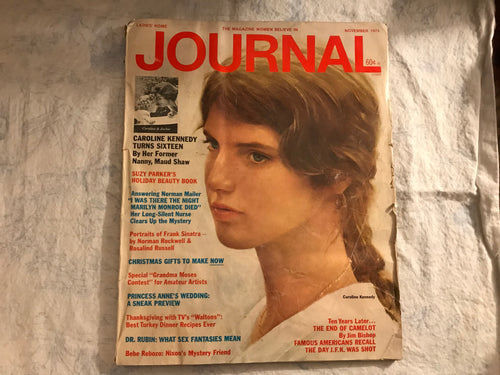 LADIES' HOME
THE MAGAZINE WOMEN BELIEVE IN
NOVEMBER 1973
JOURNAL
60¢
Caroline & Jackie
CAROLINE KENNEDY
TURNS SIXTEEN
By Her Former
Nanny, Maud Shaw
SUZY PARKER'S
HOLIDAY BEAUTY BOOK
Answering Norman Mailer
"I WAS THERE THE NIGHT
MARILYN MONROE DIED"
Her Long-Silent Nurse
Clears Up the Mystery
Portraits of Frank Sinatra—
by Norman Rockwell &
Rosalind Russell
CHRISTMAS GIFTS TO MAKE NOW
Special "Grandma Moses
Contest" for Amateur Artists
PRINCESS ANNE'S WEDDING:
A SNEAK PREVIEW
Thanksgiving with TV's "Waltons":
Best Turkey Dinner Recipes Ever
DR. RUBIN: WHAT SEX FANTASIES MEAN
Bebe Rebozo: Nixon's Mystery Friend
Caroline Kennedy
Ten Years Later...
THE END OF CAMELOT
By Jim Bishop
FAMOUS AMERICANS RECALL
THE DAY J.F.K. WAS SHOT